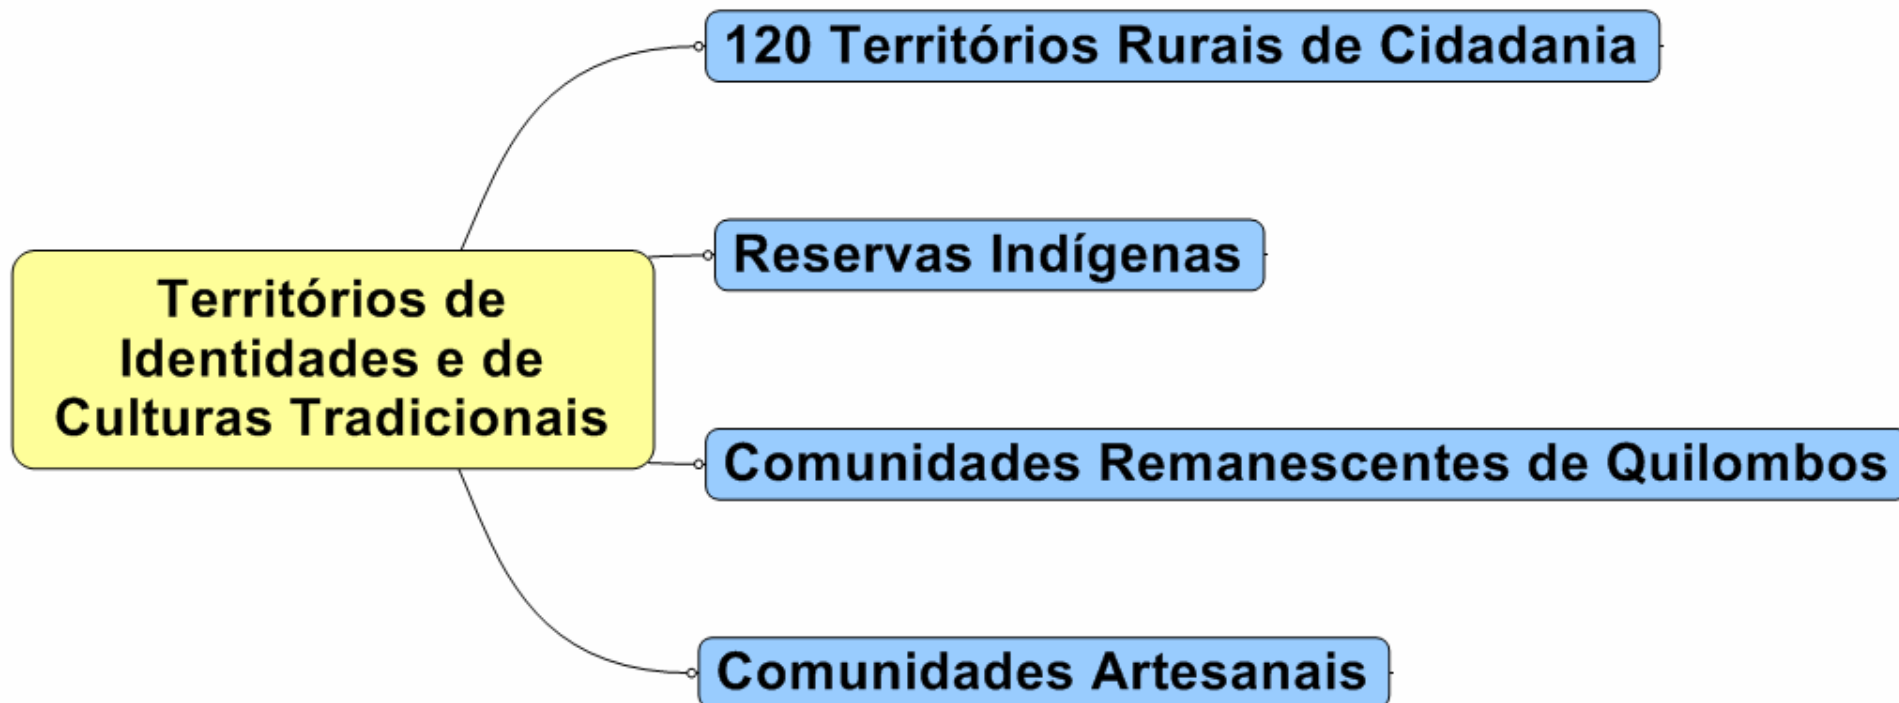 120 Territórios Rurais de Cidadania
Reservas Indígenas
Territórios de
Identidades e de
Culturas Tradicionais
Comunidades Remanescentes de Quilombos
Comunidades Artesanais